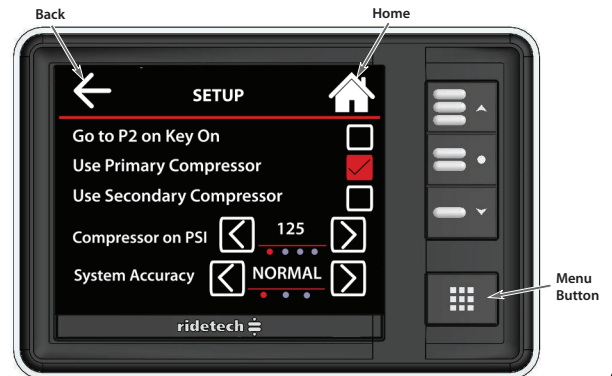 Back
Home
SETUP
Go to P2 on Key On
Use Primary Compressor
Use Secondary Compressor
Compressor on PSI
125
System Accuracy
NORMAL
Menu
Button
ridetech